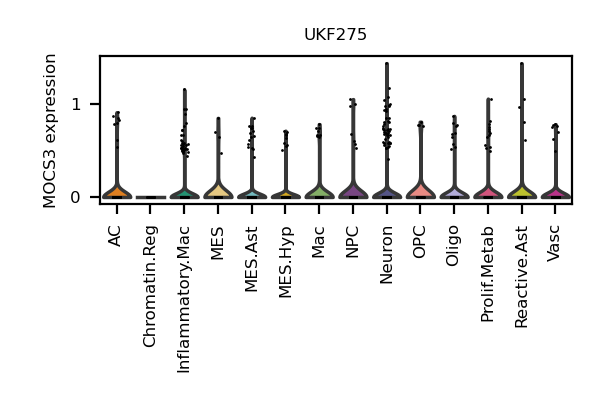 UKF275
MOCS3 expression
1
0
AC
Chromatin.Reg
Inflammatory.Mac
MES
MES.Ast
MES.Hyp
Mac
NPC
Neuron
OPC
Oligo
Prolif.Metab
Reactive.Ast
Vasc